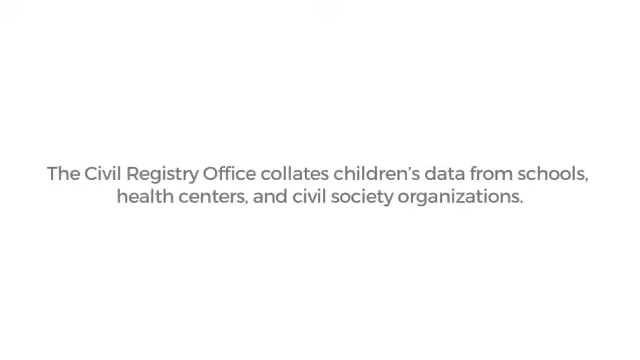 The Civil Registry Office collates children's data from schools,
health centers, and civil society organizations.